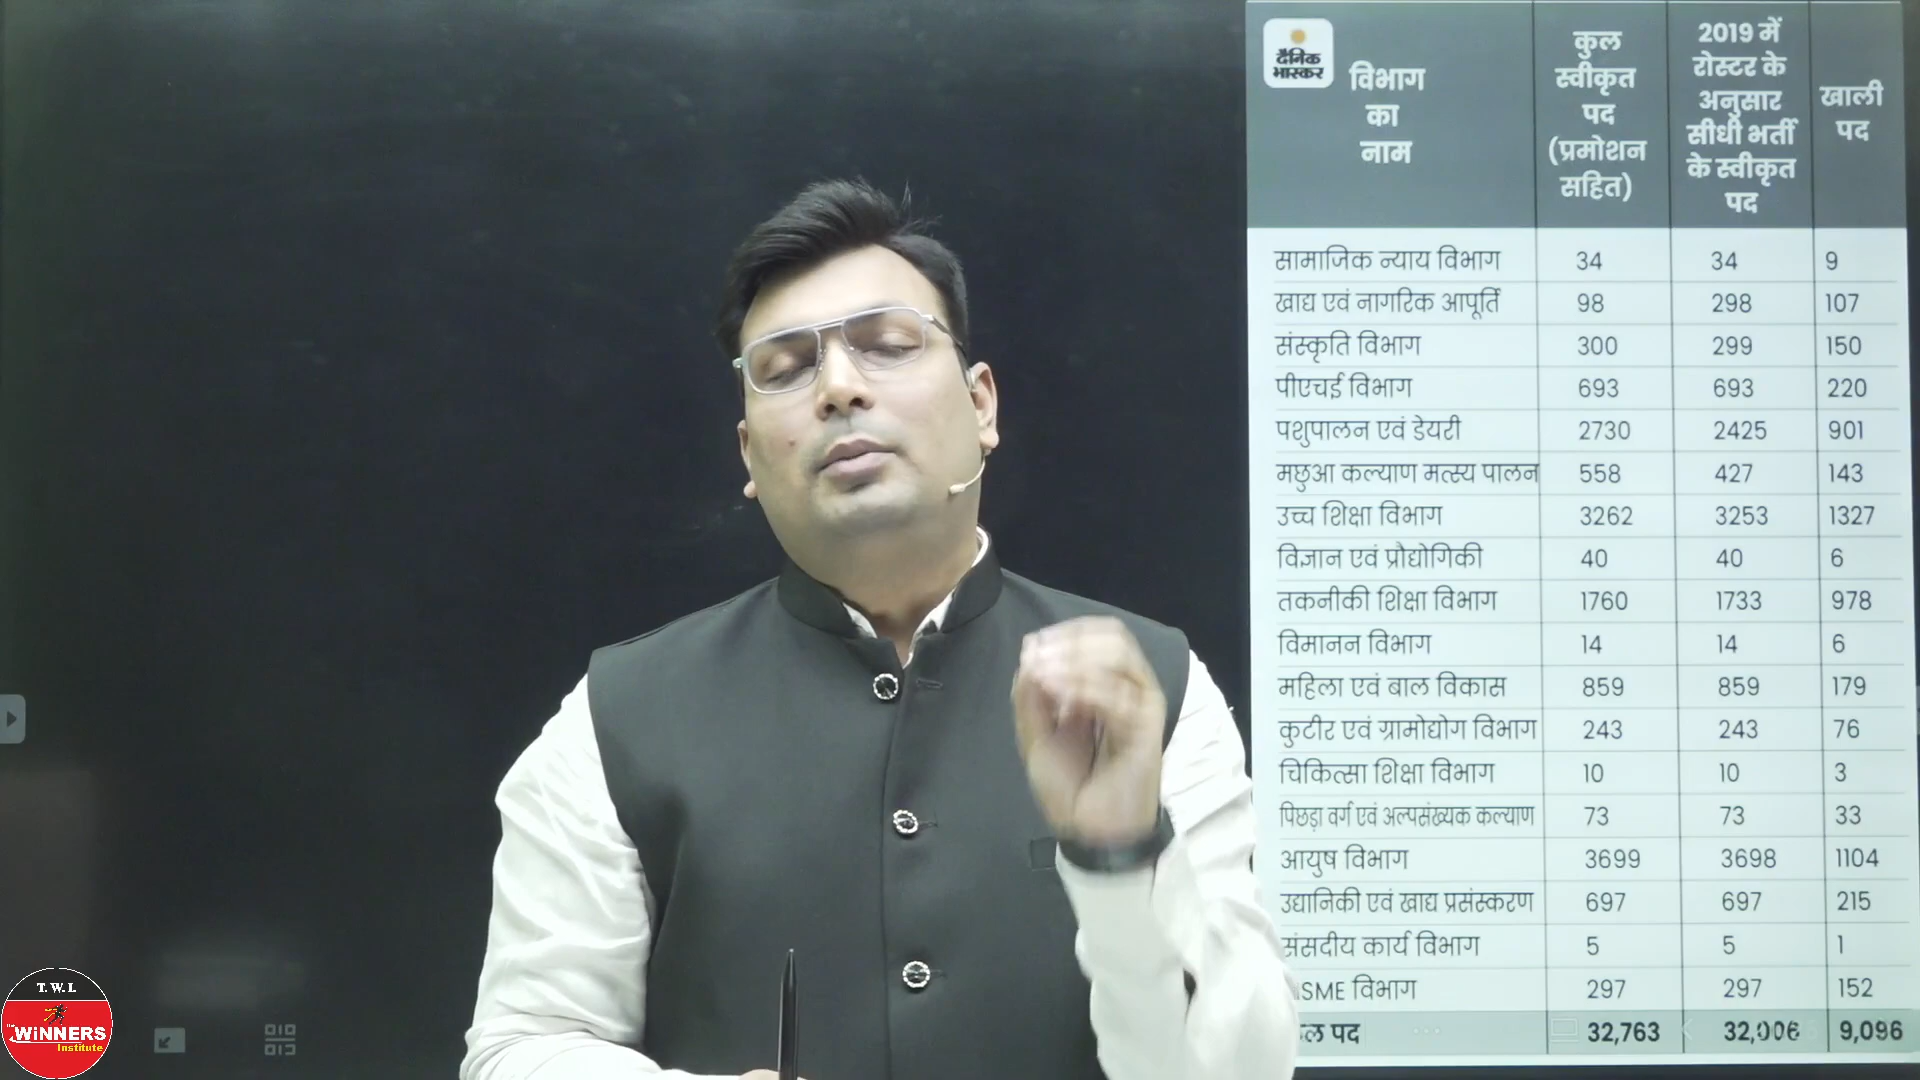 दैनिक
भास्कर
विभाग
का
नाम
कुल
स्वीकृत
पद
(प्रमोशन
सहित)
2019 में
रोस्टर के
अनुसार
सीधी भर्ती
के स्वीकृत
पद
खाली
पद
सामाजिक न्याय विभाग 34 34 9
खाद्य एवं नागरिक आपूर्ति 98 298 107
संस्कृति विभाग 300 299 150
पीएचई विभाग 693 693 220
पशुपालन एवं डेयरी 2730 2425 901
मछुआ कल्याण मत्स्य पालन 558 427 143
उच्च शिक्षा विभाग 3262 3253 1327
विज्ञान एवं प्रौद्योगिकी 40 40 6
तकनीकी शिक्षा विभाग 1760 1733 978
विमानन विभाग 14 14 6
महिला एवं बाल विकास 859 859 179
कुटीर एवं ग्रामोद्योग विभाग 243 243 76
चिकित्सा शिक्षा विभाग 10 10 3
पिछड़ा वर्ग एवं अल्पसंख्यक कल्याण 73 73 33
आयुष विभाग 3699 3698 1104
उद्यानिकी एवं खाद्य प्रसंस्करण 697 697 215
संसदीय कार्य विभाग 5 5 1
SME विभाग 297 297 152
पद 32,763 32,006 9,096
T.W.I.
The WiNNERS
Institute